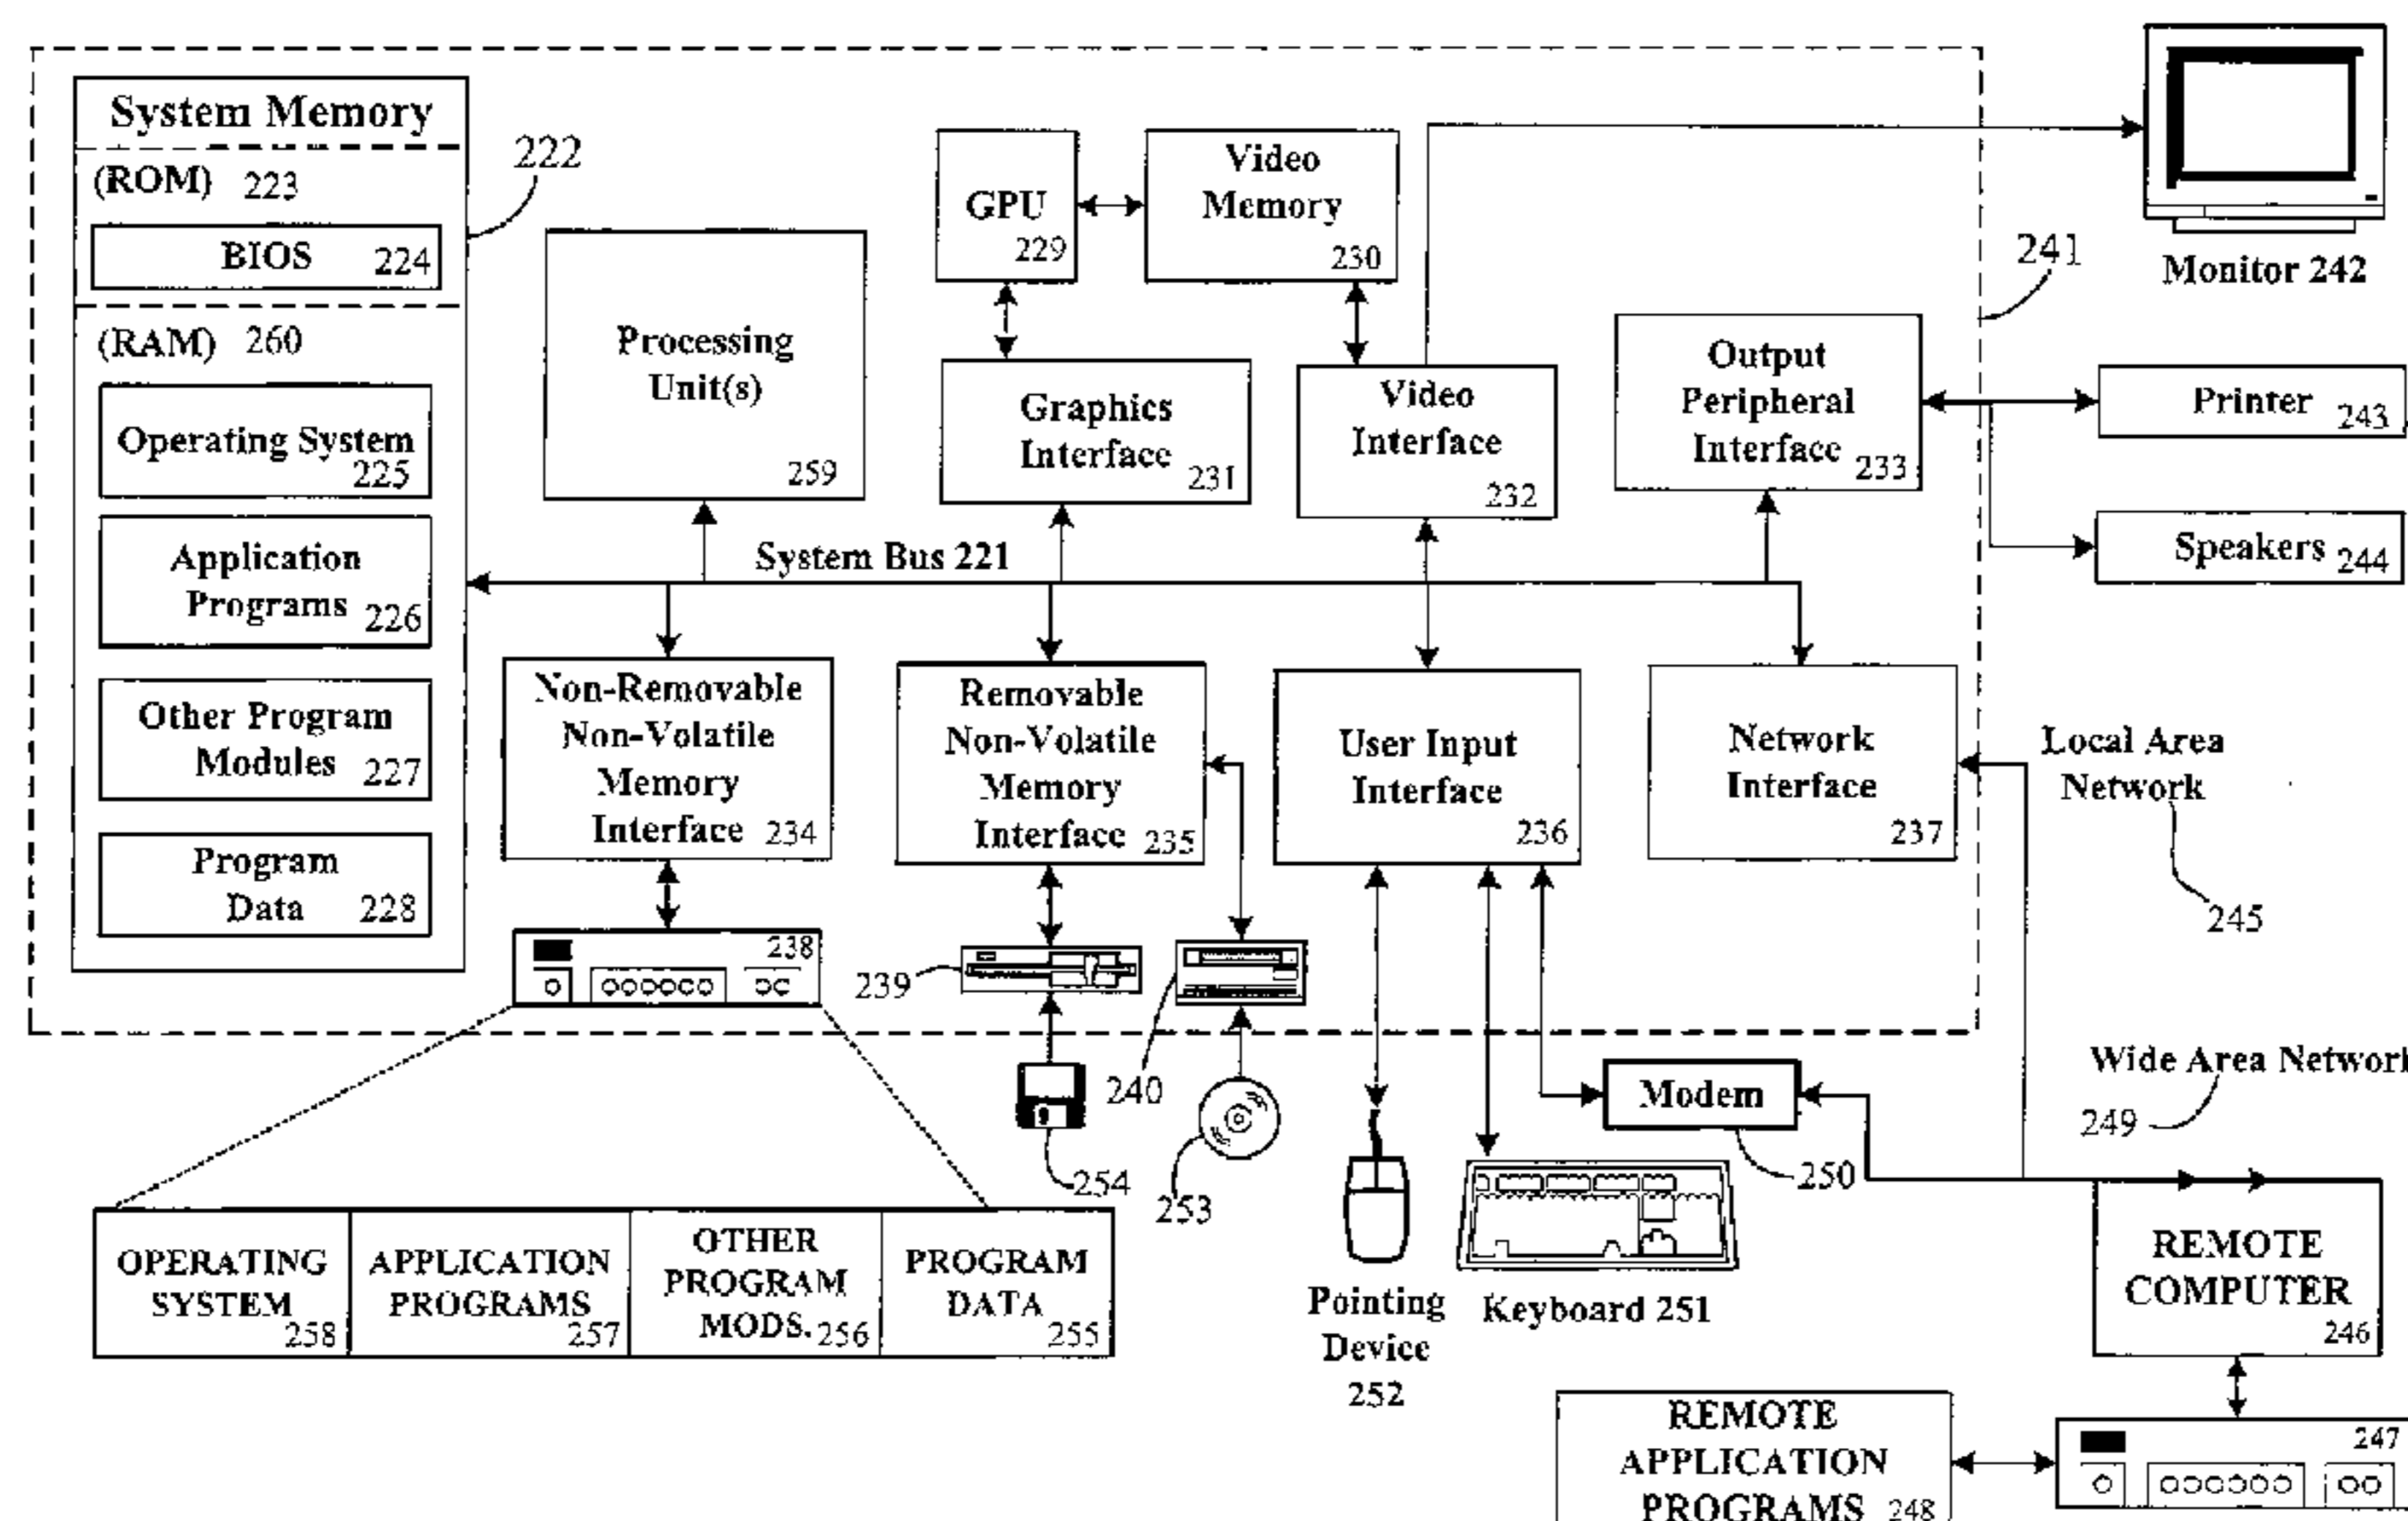 System Memory
(ROM) 223
BIOS 224
222
(RAM) 260
Operating System
225
Application
Programs 226
Other Program
Modules 227
Program
Data 228
Processing
Unit(s)
259
GPU
229
Video
Memory
230
Graphics
Interface
231
Video
Interface
232
Output
Peripheral
Interface 233
241
Monitor 242
Printer 243
Speakers 244
System Bus 221
Non-Removable
Non-Volatile
Memory
Interface 234
Removable
Non-Volatile
Memory
Interface 235
User Input
Interface
236
Network
Interface
237
Local Area
Network
245
238
239
240
254
253
Modem
250
Wide Area Network
249
OPERATING
SYSTEM
258
APPLICATION
PROGRAMS
257
OTHER
PROGRAM
MODS. 256
PROGRAM
DATA
255
Pointing
Device
252
Keyboard 251
REMOTE
COMPUTER
246
247
REMOTE
APPLICATION
PROGRAMS 248